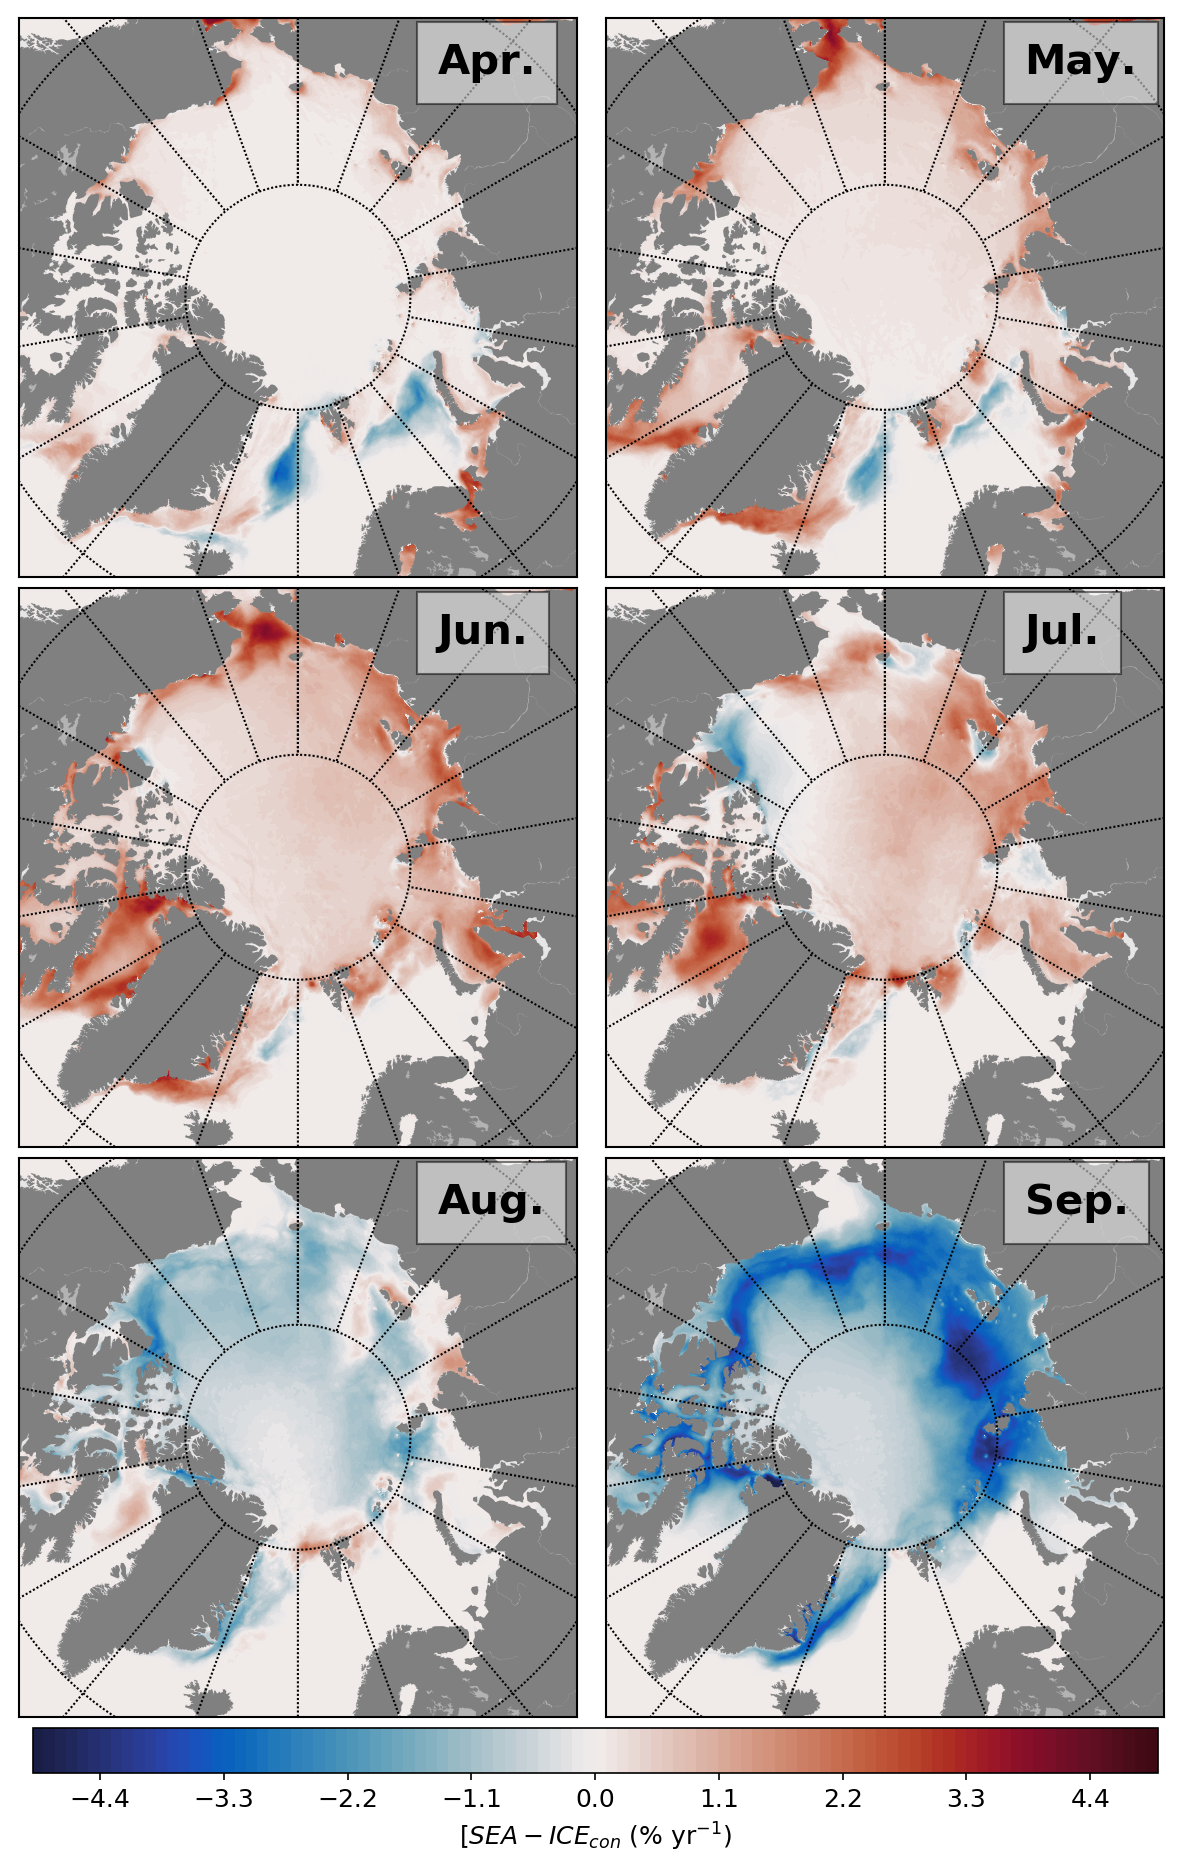 Apr.
May.
Jun.
Jul.
Aug.
Sep.
−4.4 −3.3 −2.2 −1.1 0.0 1.1 2.2 3.3 4.4
[SEA − ICE_con (% yr⁻¹)